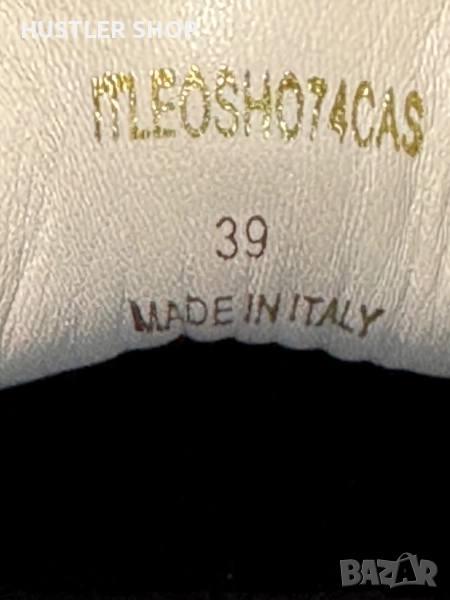 HUSTLER SHOP
ITLEOSH074CAS
39
MADE IN ITALY
BAZAR